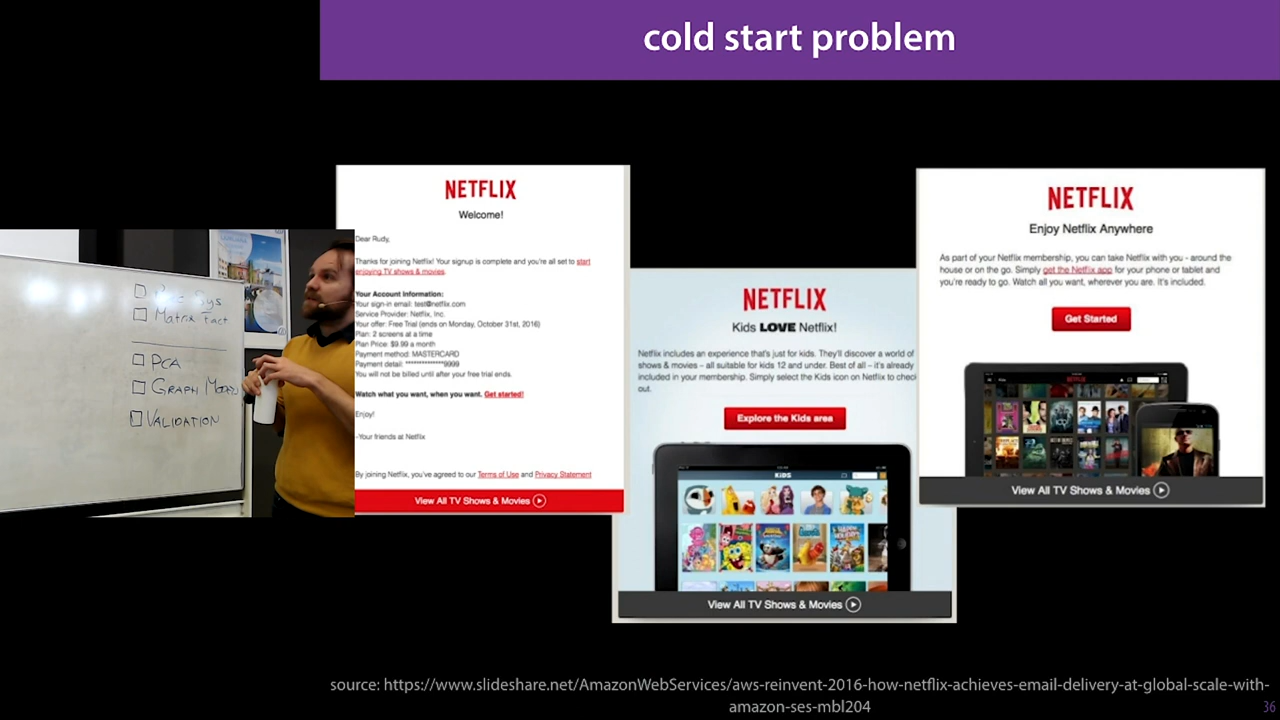 cold start problem
NETFLIX
Welcome!
Dear Rudy,
Thanks for joining Netflix! Your signup is complete and you're all set to start
enjoying TV shows & movies.
Your Account Information:
Your sign-in email: test@netflix.com
Service Provider: Netflix, Inc.
Your offer: Free Trial (ends on Monday, October 31st, 2016)
Plan: 2 screens at a time
Plan Price: $9.99 a month
Payment method: MASTERCARD
Payment detail: ***************9999
You will not be billed until after your free trial ends.
Watch what you want, when you want. Get started!
Enjoy!
-Your friends at Netflix
By joining Netflix, you've agreed to our Terms of Use and Privacy Statement
View All TV Shows & Movies
NETFLIX
Kids LOVE Netflix!
Netflix includes an experience that's just for kids. They'll discover a world of
shows & movies – all suitable for kids 12 and under. Best of all – it's already
included in your membership. Simply select the Kids icon on Netflix to check
out.
Explore the Kids area
KIDS
View All TV Shows & Movies
NETFLIX
Enjoy Netflix Anywhere
As part of your Netflix membership, you can take Netflix with you - around the
house or on the go. Simply get the Netflix app for your phone or tablet and
you're ready to go. Watch all you want, wherever you are. It's included.
Get Started
NETFLIX
View All TV Shows & Movies
Sys
Matrix Fact
PCA
GRAPH
VALIDATION
source: https://www.slideshare.net/AmazonWebServices/aws-reinvent-2016-how-netflix-achieves-email-delivery-at-global-scale-with-
amazon-ses-mbl204
36